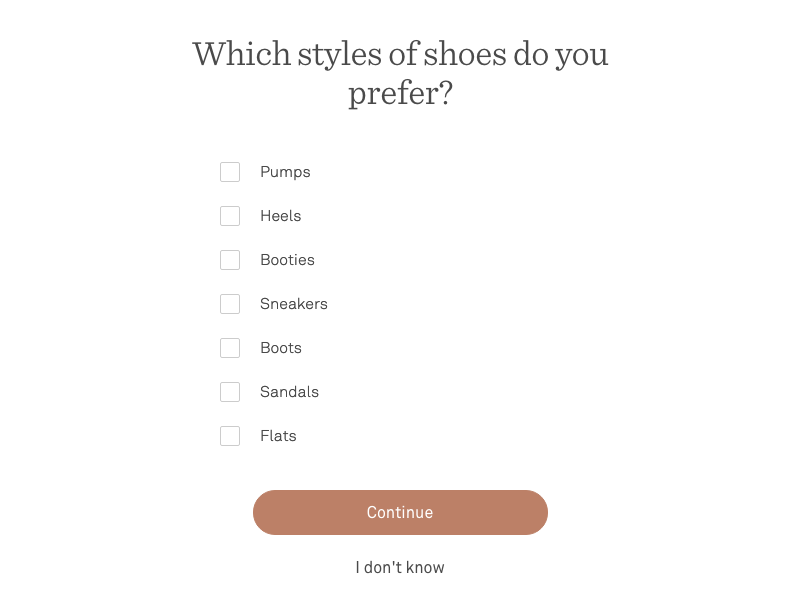 Which styles of shoes do you
prefer?
Pumps
Heels
Booties
Sneakers
Boots
Sandals
Flats
Continue
I don't know